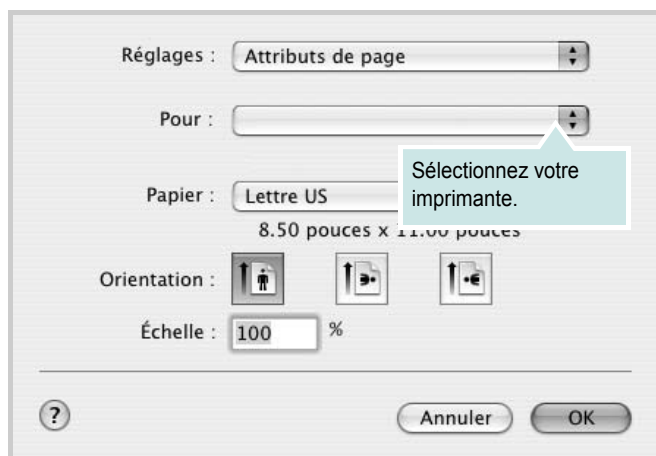 Réglages : Attributs de page
Pour :
Sélectionnez votre
imprimante.
Papier : Lettre US
8.50 pouces x 11.00 pouces
Orientation :
Échelle : 100 %
? Annuler OK